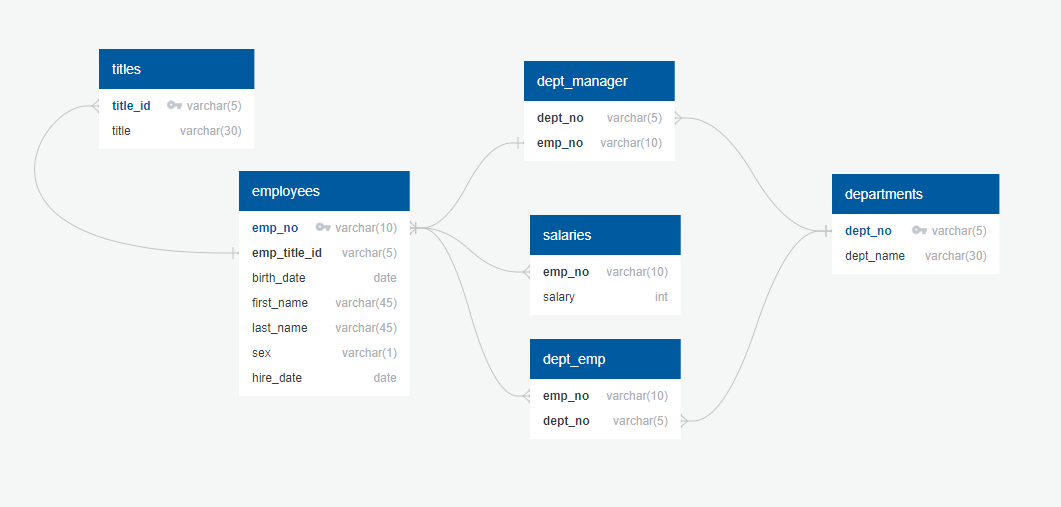 titles
title_id varchar(5)
title varchar(30)
employees
emp_no varchar(10)
emp_title_id varchar(5)
birth_date date
first_name varchar(45)
last_name varchar(45)
sex varchar(1)
hire_date date
dept_manager
dept_no varchar(5)
emp_no varchar(10)
salaries
emp_no varchar(10)
salary int
dept_emp
emp_no varchar(10)
dept_no varchar(5)
departments
dept_no varchar(5)
dept_name varchar(30)